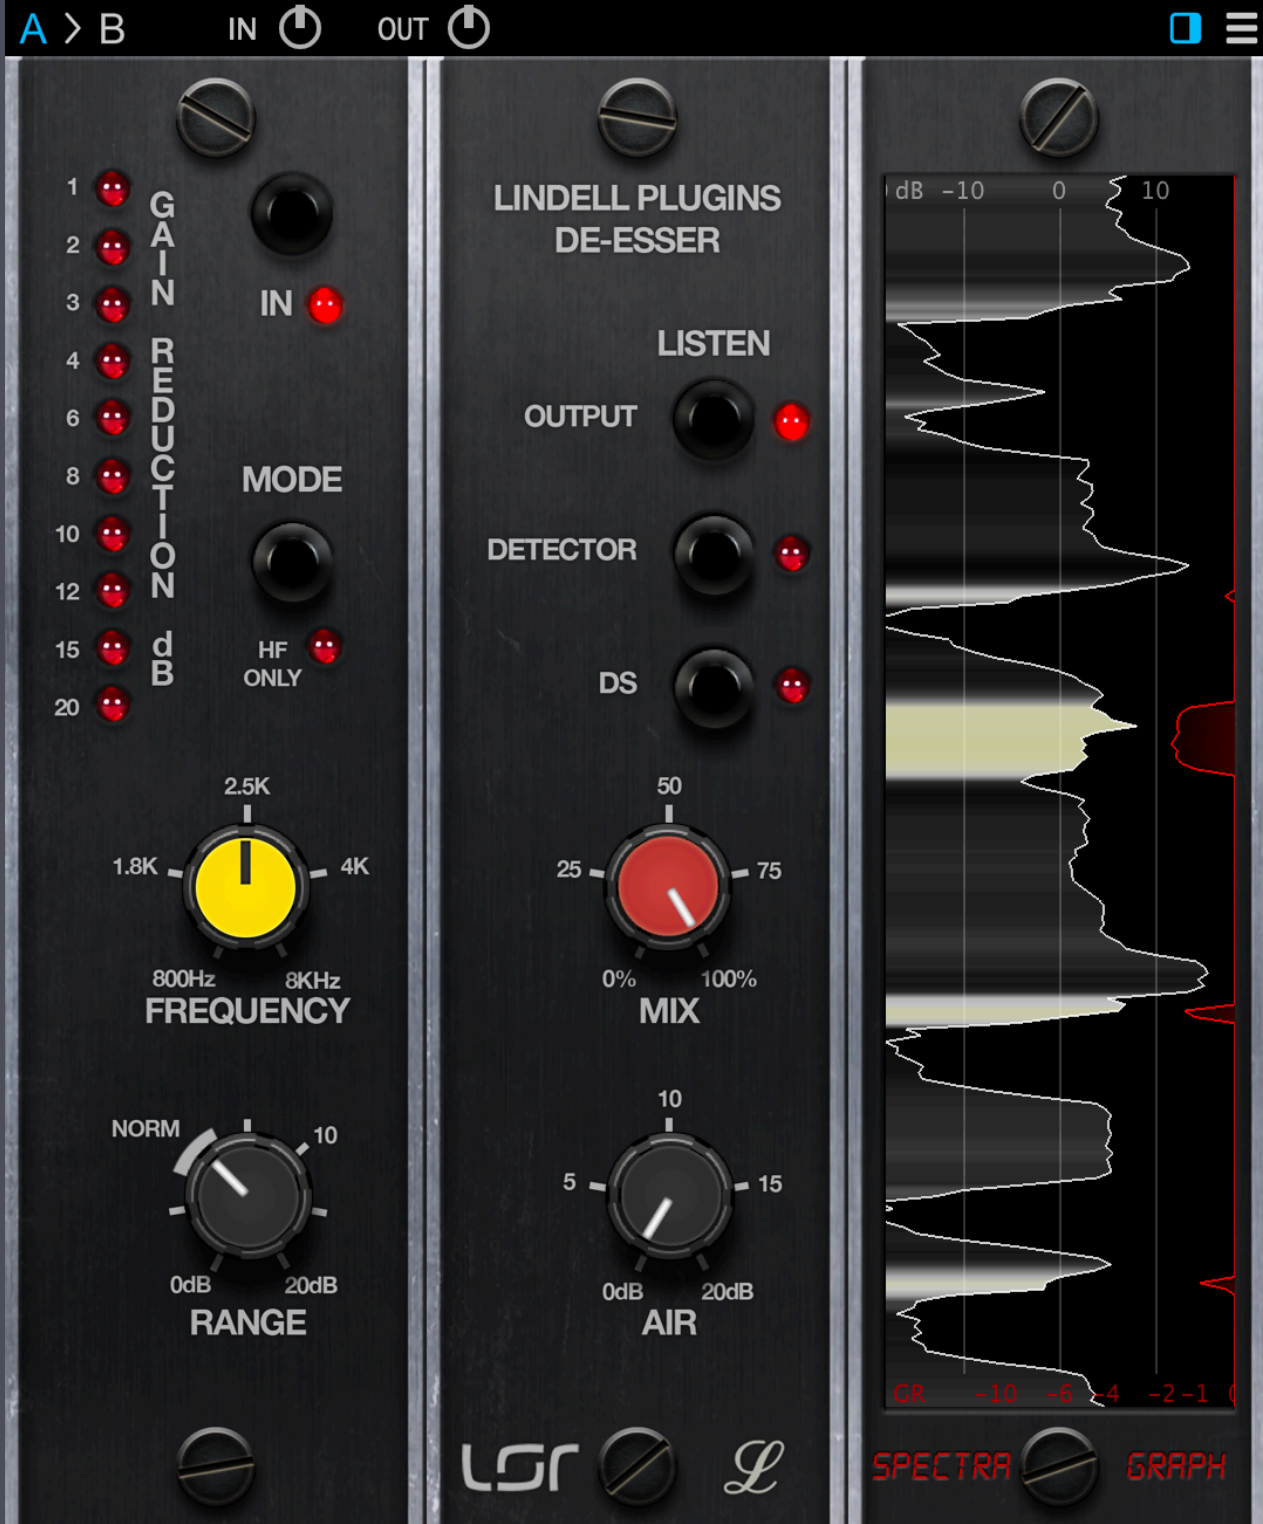 A > B IN OUT
1
2
3
4
6
8
10
12
15
20
GAIN REDUCTION dB
IN
MODE
HF
ONLY
2.5K
1.8K
4K
800Hz
8KHz
FREQUENCY
NORM
10
0dB
20dB
RANGE
LINDELL PLUGINS
DE-ESSER
LISTEN
OUTPUT
DETECTOR
DS
50
25
75
0%
100%
MIX
10
5
15
0dB
20dB
AIR
LSR L
dB -10 0 10
GR -10 -6 -4 -2 -1 0
SPECTRA GRAPH